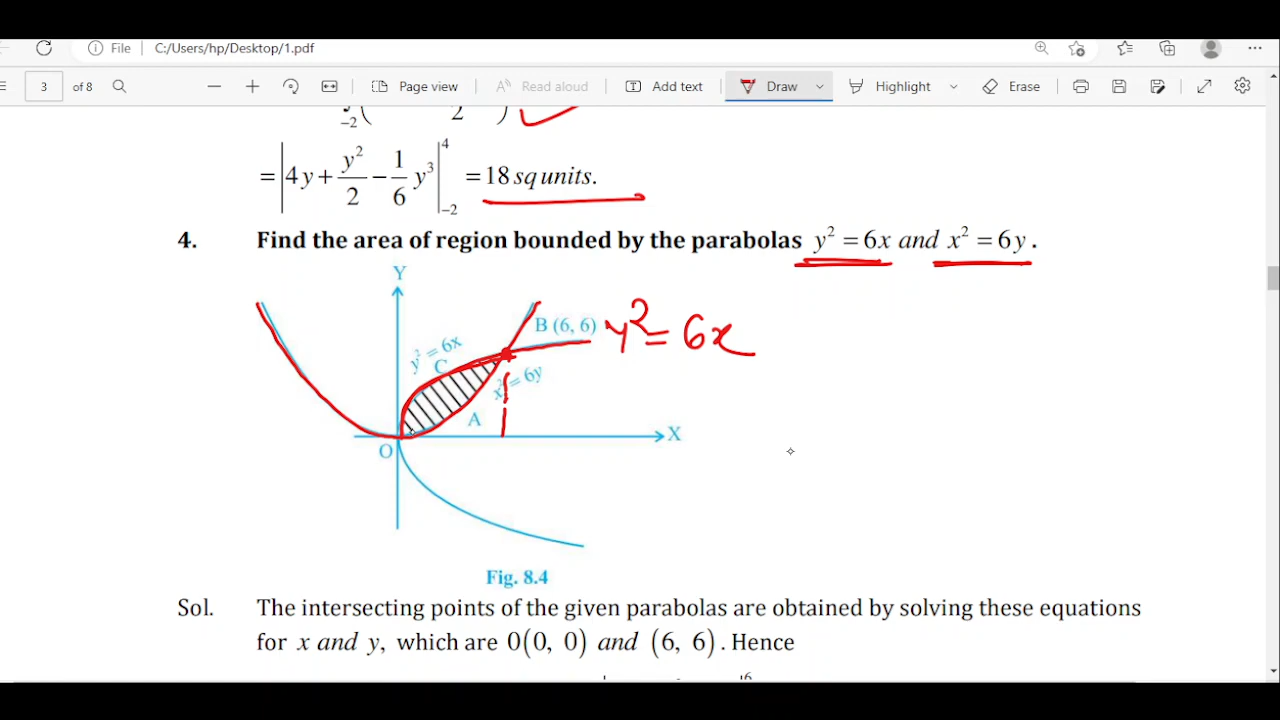 File C:/Users/hp/Desktop/1.pdf
3 of 8 Page view Read aloud Add text Draw Highlight Erase
-2 ( 2 )
= |4y + y²/2 - 1/6 y³|⁴₋₂ = 18 sq units.
4. Find the area of region bounded by the parabolas y² = 6x and x² = 6y.
Y
B (6, 6) y² = 6x
y² = 6x
C
x² = 6y
A
X
O
Fig. 8.4
Sol. The intersecting points of the given parabolas are obtained by solving these equations
for x and y, which are 0(0, 0) and (6, 6). Hence